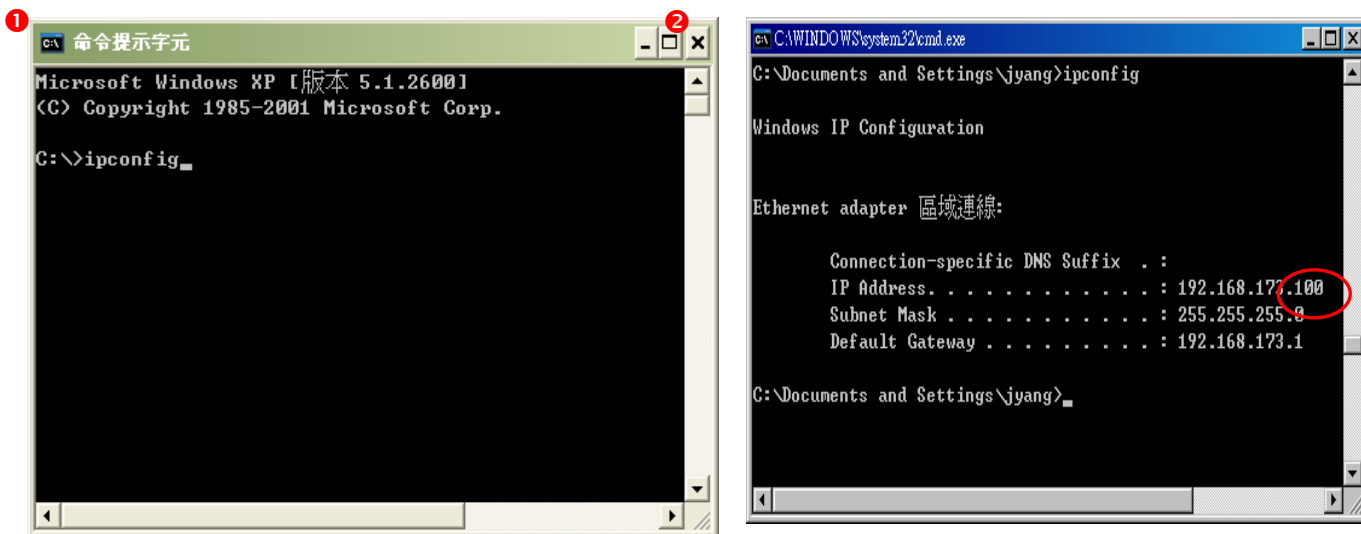 ❶
命令提示字元
Microsoft Windows XP [版本 5.1.2600]
(C) Copyright 1985-2001 Microsoft Corp.
C:\>ipconfig_
❷
C:\WINDOWS\system32\cmd.exe
C:\Documents and Settings\jyang>ipconfig
Windows IP Configuration
Ethernet adapter 區域連線:
Connection-specific DNS Suffix . :
IP Address. . . . . . . . . . . . : 192.168.173.100
Subnet Mask . . . . . . . . . . . : 255.255.255.0
Default Gateway . . . . . . . . . : 192.168.173.1
C:\Documents and Settings\jyang>_